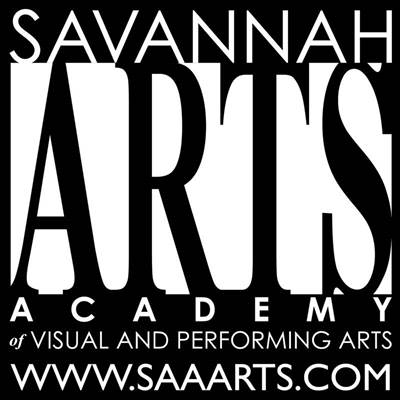 SAVANNAH
ARTS
ACADEMY
of VISUAL AND PERFORMING ARTS
WWW.SAAARTS.COM